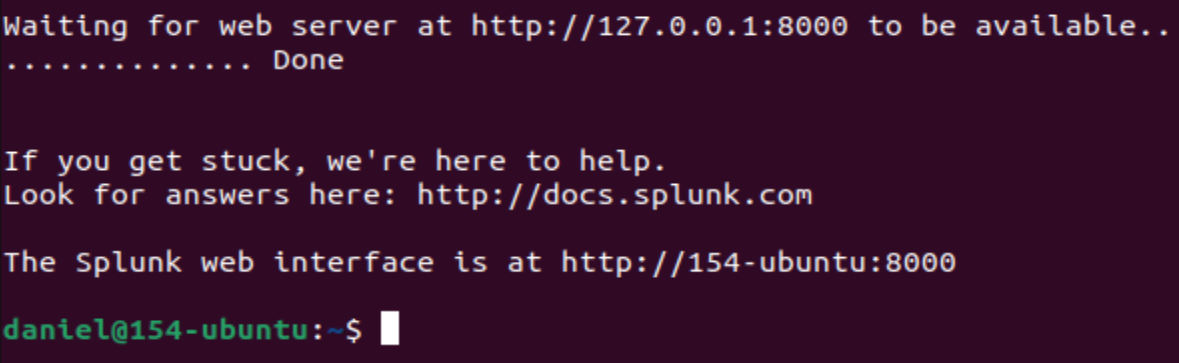 Waiting for web server at http://127.0.0.1:8000 to be available..
.............. Done
If you get stuck, we're here to help.
Look for answers here: http://docs.splunk.com
The Splunk web interface is at http://154-ubuntu:8000
daniel@154-ubuntu:~$